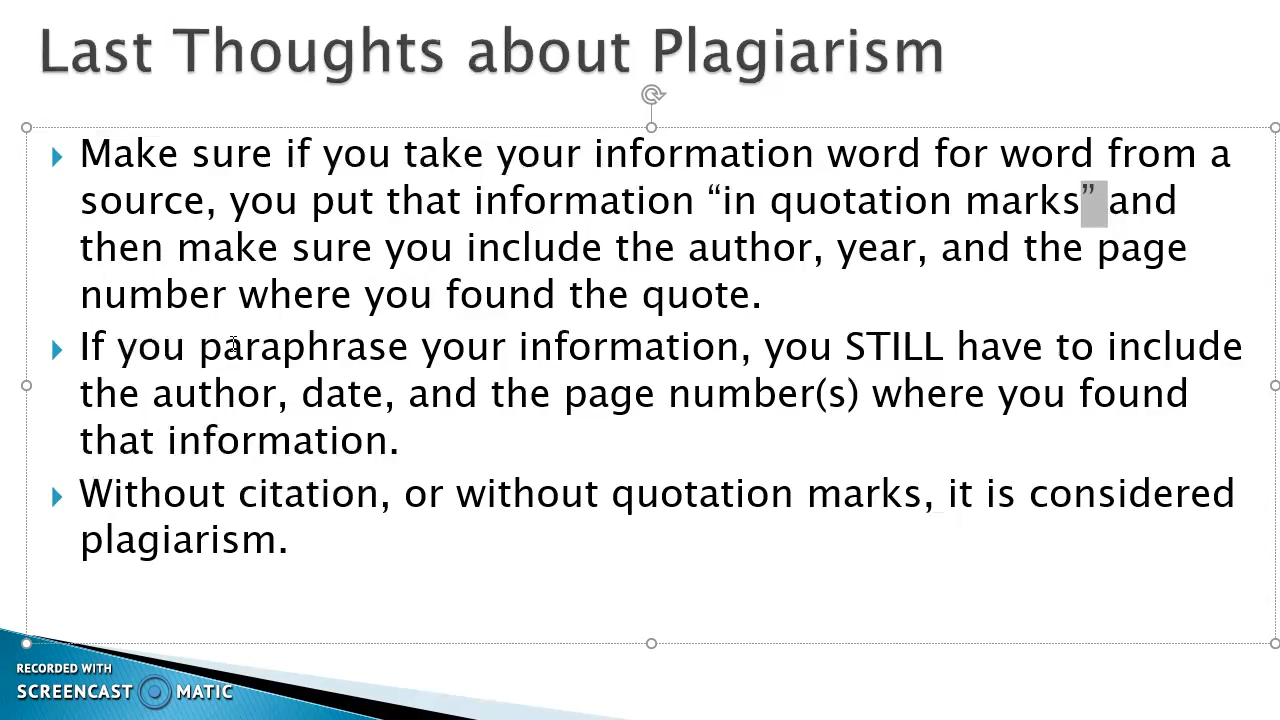 Last Thoughts about Plagiarism
Make sure if you take your information word for word from a
source, you put that information “in quotation marks” and
then make sure you include the author, year, and the page
number where you found the quote.
If you paraphrase your information, you STILL have to include
the author, date, and the page number(s) where you found
that information.
Without citation, or without quotation marks, it is considered
plagiarism.
RECORDED WITH
SCREENCAST MATIC